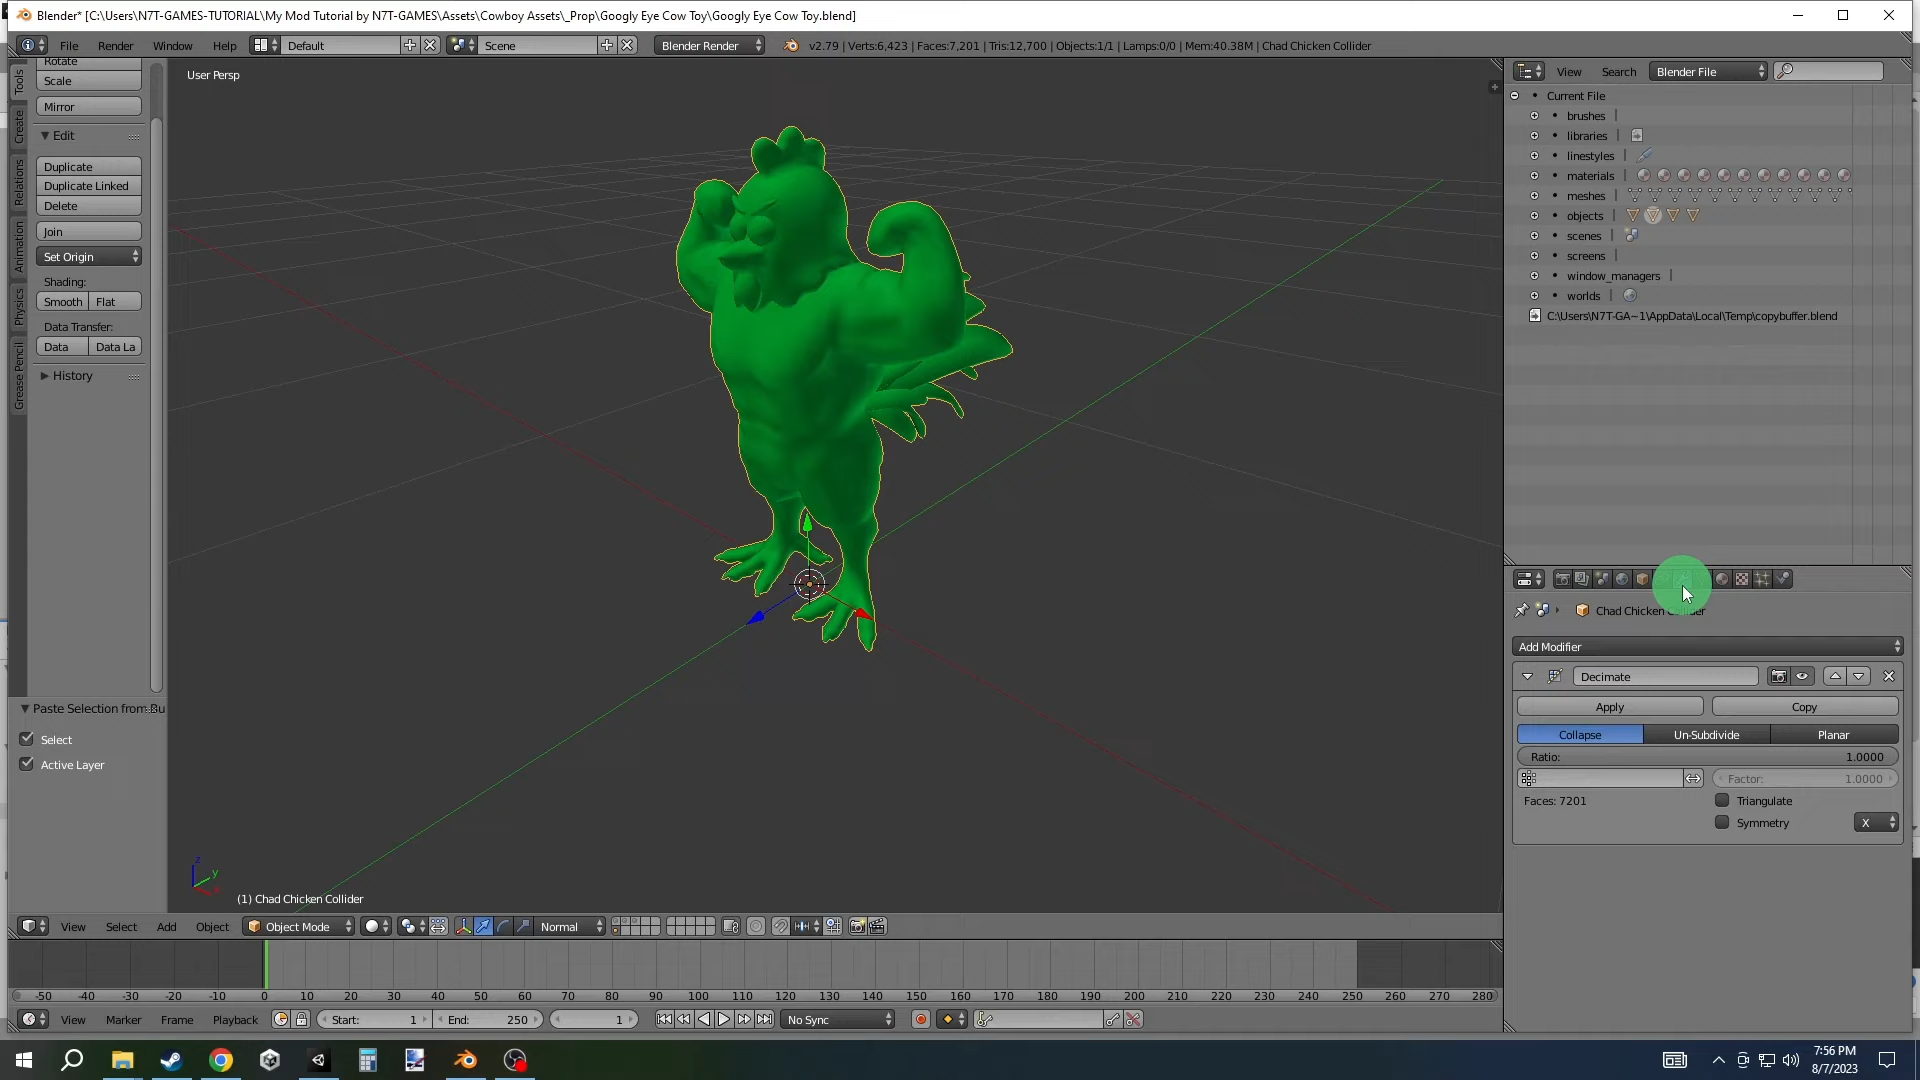 Blender* [C:\Users\N7T-GAMES-TUTORIAL\My Mod Tutorial by N7T-GAMES\Assets\Cowboy Assets\_Prop\Googly Eye Cow Toy\Googly Eye Cow Toy.blend]
File Render Window Help Default Scene Blender Render v2.79 | Verts:6,423 | Faces:7,201 | Tris:12,700 | Objects:1/1 | Lamps:0/0 | Mem:40.38M | Chad Chicken Collider
Tools
Create
Relations
Animation
Physics
Grease Pencil
Rotate
Scale
Mirror
Edit
Duplicate
Duplicate Linked
Delete
Join
Set Origin
Shading:
Smooth Flat
Data Transfer:
Data Data La
History
Paste Selection from Bu
Select
Active Layer
User Persp
(1) Chad Chicken Collider
z
y
x
View Search Blender File
Current File
brushes
libraries
linestyles
materials
meshes
objects
scenes
screens
window_managers
worlds
C:\Users\N7T-GA~1\AppData\Local\Temp\copybuffer.blend
Chad Chicken Collider
Add Modifier
Decimate
Apply Copy
Collapse Un-Subdivide Planar
Ratio: 1.0000
Factor: 1.0000
Faces: 7201 Triangulate
Symmetry X
View Select Add Object Object Mode Normal
-50 -40 -30 -20 -10 0 10 20 30 40 50 60 70 80 90 100 110 120 130 140 150 160 170 180 190 200 210 220 230 240 250 260 270 280
View Marker Frame Playback Start: 1 End: 250 1 No Sync
7:56 PM
8/7/2023